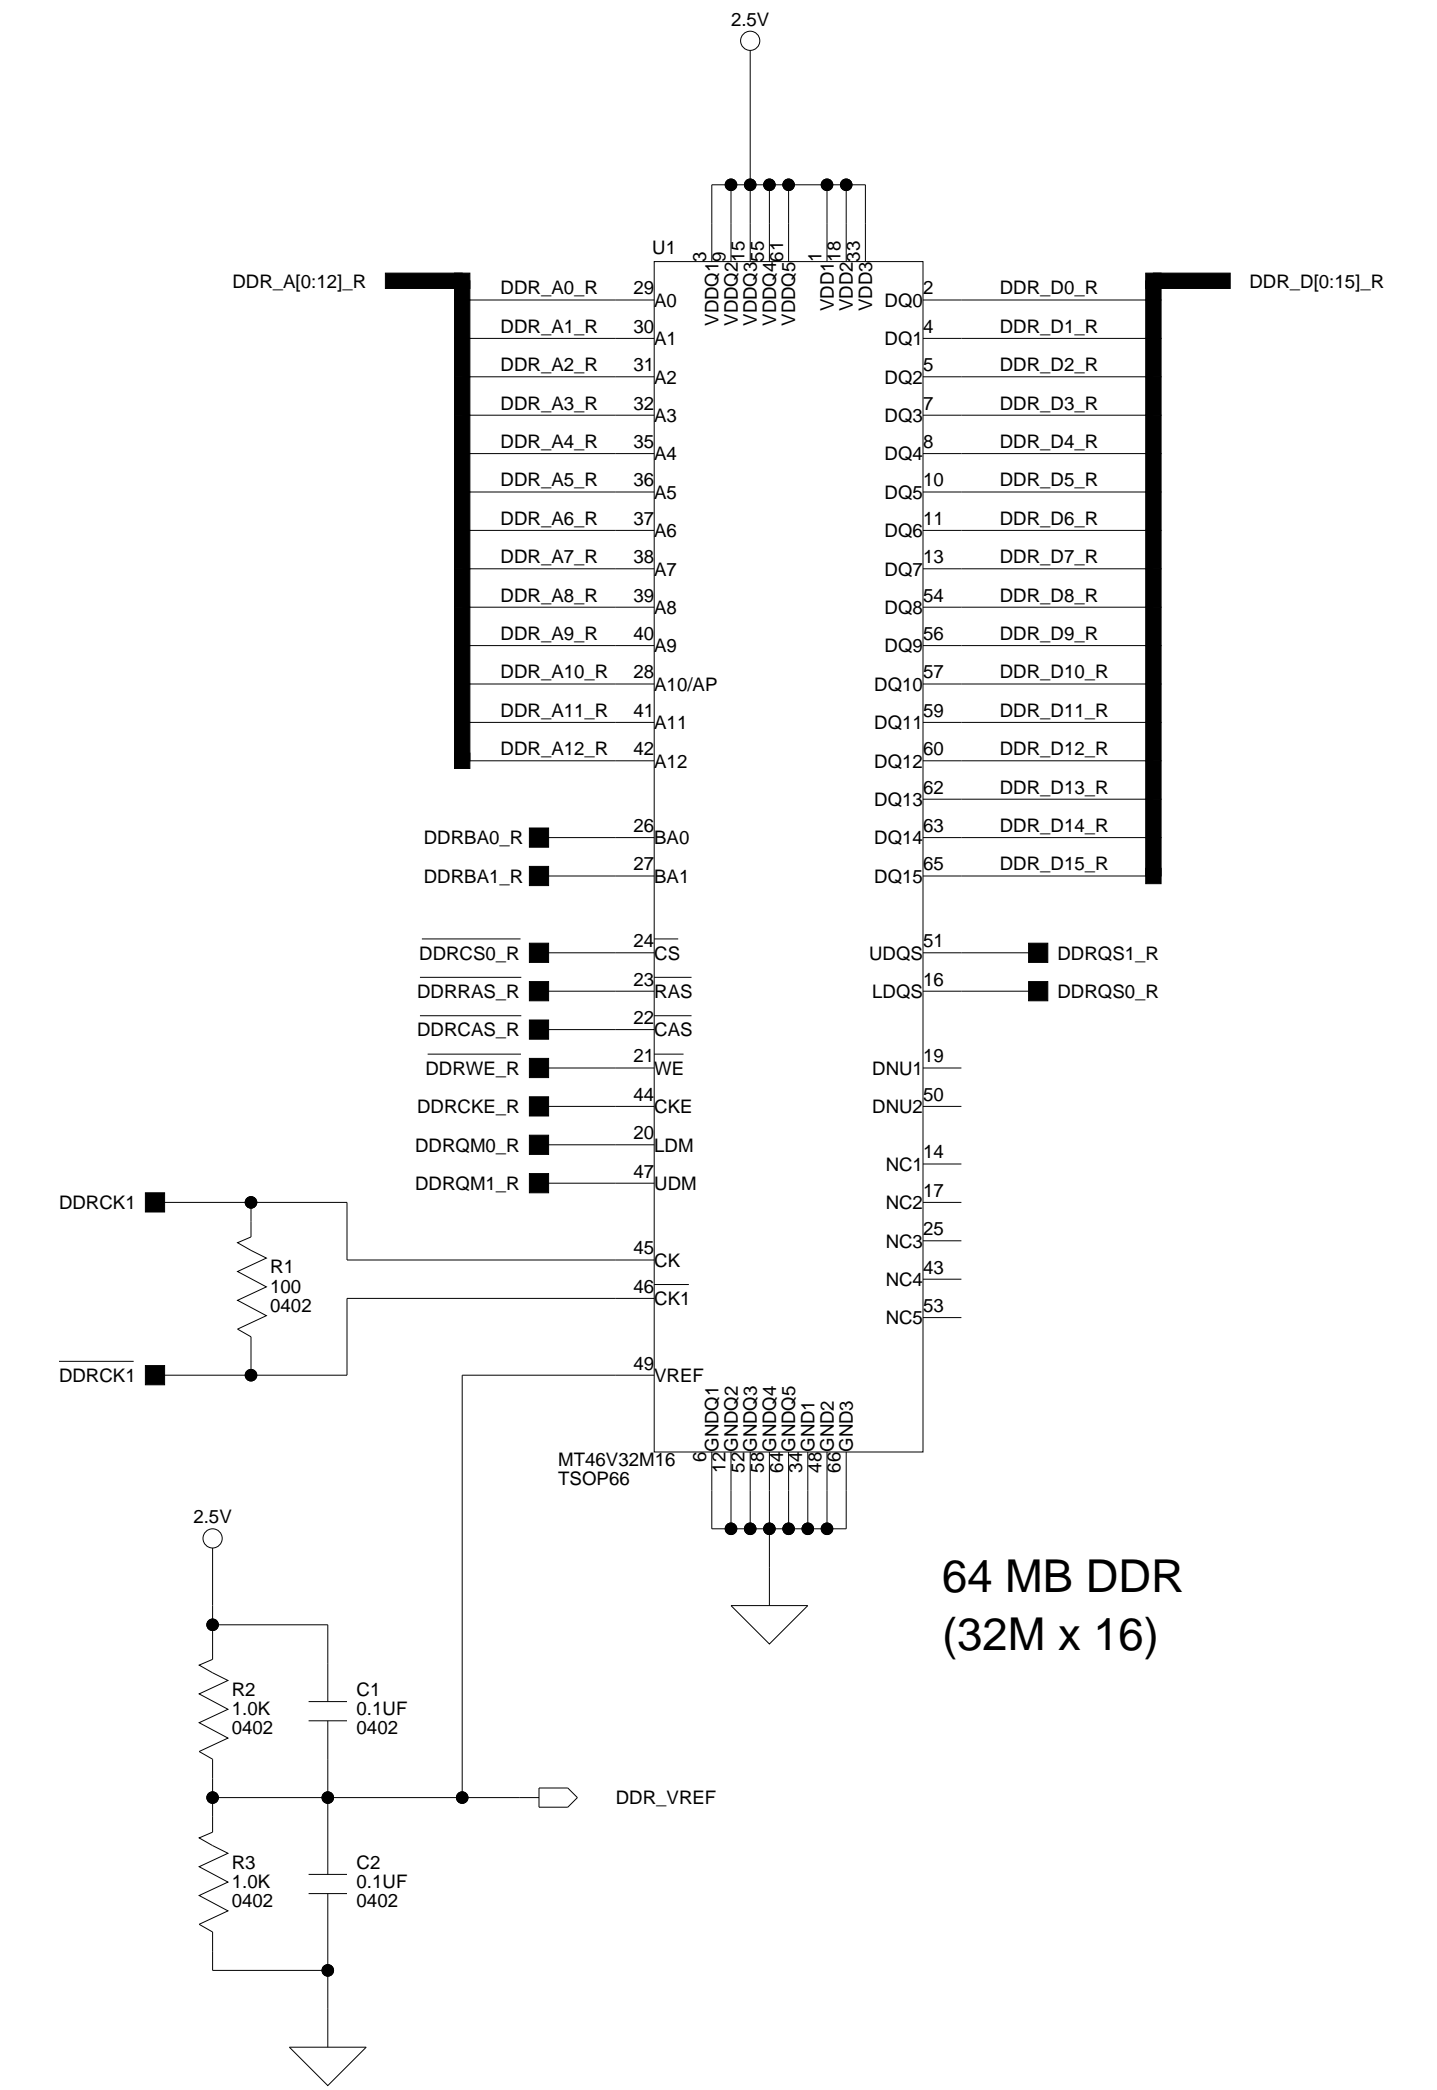 2.5V
U1
3
9
15
55
61
1
18
33
VDDQ1
VDDQ2
VDDQ3
VDDQ4
VDDQ5
VDD1
VDD2
VDD3
DDR_A[0:12]_R
DDR_D[0:15]_R
DDR_A0_R 29 A0 DQ0 2 DDR_D0_R
DDR_A1_R 30 A1 DQ1 4 DDR_D1_R
DDR_A2_R 31 A2 DQ2 5 DDR_D2_R
DDR_A3_R 32 A3 DQ3 7 DDR_D3_R
DDR_A4_R 35 A4 DQ4 8 DDR_D4_R
DDR_A5_R 36 A5 DQ5 10 DDR_D5_R
DDR_A6_R 37 A6 DQ6 11 DDR_D6_R
DDR_A7_R 38 A7 DQ7 13 DDR_D7_R
DDR_A8_R 39 A8 DQ8 54 DDR_D8_R
DDR_A9_R 40 A9 DQ9 56 DDR_D9_R
DDR_A10_R 28 A10/AP DQ10 57 DDR_D10_R
DDR_A11_R 41 A11 DQ11 59 DDR_D11_R
DDR_A12_R 42 A12 DQ12 60 DDR_D12_R
DQ13 62 DDR_D13_R
DDRBA0_R 26 BA0 DQ14 63 DDR_D14_R
DDRBA1_R 27 BA1 DQ15 65 DDR_D15_R
DDRCS0_R 24 CS UDQS 51 DDRQS1_R
DDRRAS_R 23 RAS LDQS 16 DDRQS0_R
DDRCAS_R 22 CAS
DDRWE_R 21 WE DNU1 19
DDRCKE_R 44 CKE DNU2 50
DDRQM0_R 20 LDM
NC1 14
DDRQM1_R 47 UDM
DDRCK1 NC2 17
NC3 25
45 CK
R1
100
0402
NC4 43
46 CK1
NC5 53
DDRCK1 49 VREF
GNDQ1
GNDQ2
GNDQ3
GNDQ4
GNDQ5
GND1
GND2
GND3
6
12
52
58
64
34
48
66
MT46V32M16
TSOP66
2.5V
64 MB DDR
(32M x 16)
R2
1.0K
0402
C1
0.1UF
0402
DDR_VREF
R3
1.0K
0402
C2
0.1UF
0402